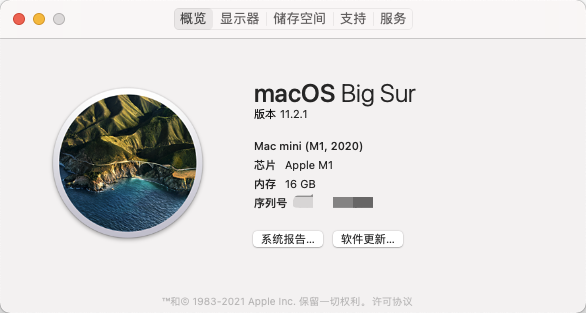 概览 显示器 储存空间 支持 服务
macOS Big Sur
版本 11.2.1
Mac mini (M1, 2020)
芯片 Apple M1
内存 16 GB
序列号
系统报告... 软件更新...
™和© 1983-2021 Apple Inc. 保留一切权利。许可协议